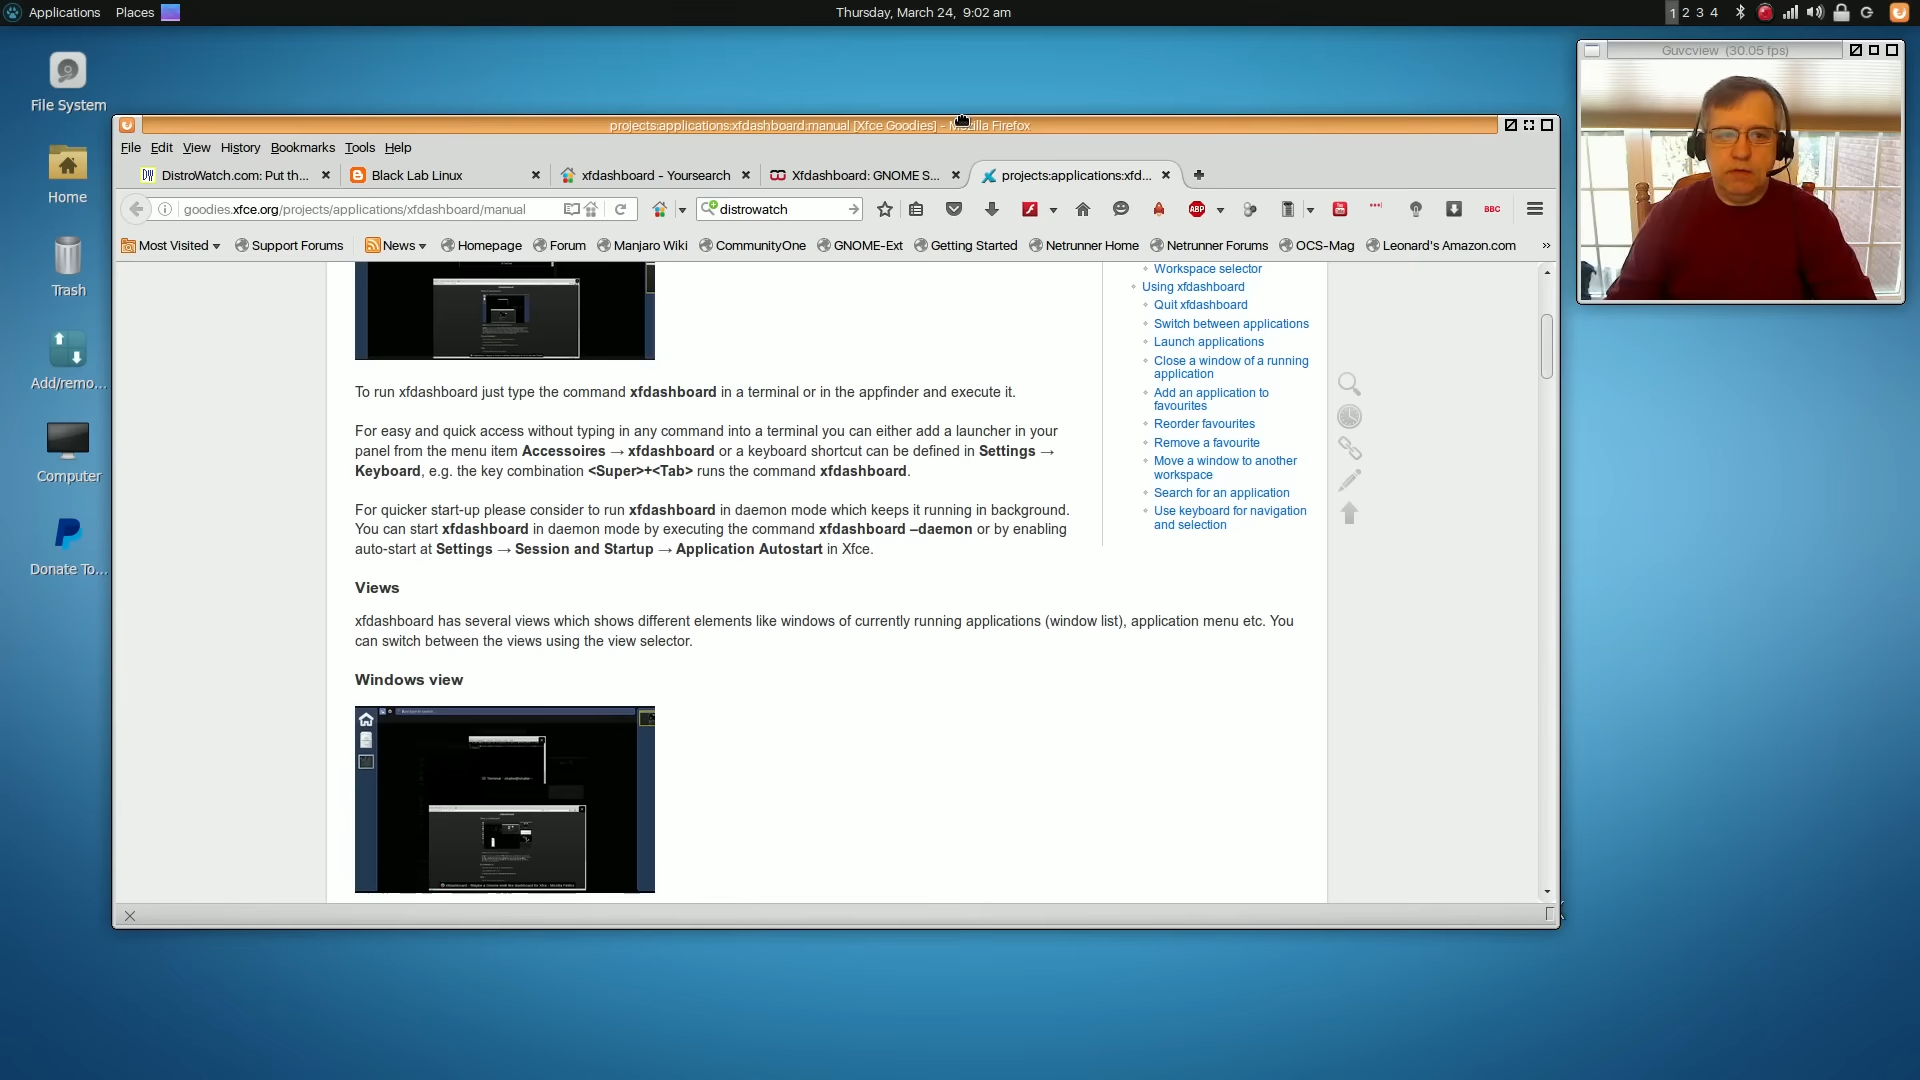 Applications Places
Thursday, March 24, 9:02 am
1 2 3 4
File System
Home
Trash
Add/remo...
Computer
Donate To...
Guvcview (30.05 fps)
projects:applications:xfdashboard:manual [Xfce Goodies] - Mozilla Firefox
File Edit View History Bookmarks Tools Help
DistroWatch.com: Put th...
Black Lab Linux
xfdashboard - Yoursearch
Xfdashboard: GNOME S...
projects:applications:xfd...
goodies.xfce.org/projects/applications/xfdashboard/manual
distrowatch
ABP
BBC
Most Visited
Support Forums
News
Homepage
Forum
Manjaro Wiki
CommunityOne
GNOME-Ext
Getting Started
Netrunner Home
Netrunner Forums
OCS-Mag
Leonard's Amazon.com
»
To run xfdashboard just type the command xfdashboard in a terminal or in the appfinder and execute it.
For easy and quick access without typing in any command into a terminal you can either add a launcher in your
panel from the menu item Accessoires → xfdashboard or a keyboard shortcut can be defined in Settings →
Keyboard, e.g. the key combination <Super>+<Tab> runs the command xfdashboard.
For quicker start-up please consider to run xfdashboard in daemon mode which keeps it running in background.
You can start xfdashboard in daemon mode by executing the command xfdashboard –daemon or by enabling
auto-start at Settings → Session and Startup → Application Autostart in Xfce.
Views
xfdashboard has several views which shows different elements like windows of currently running applications (window list), application menu etc. You
can switch between the views using the view selector.
Windows view
Workspace selector
Using xfdashboard
Quit xfdashboard
Switch between applications
Launch applications
Close a window of a running
application
Add an application to
favourites
Reorder favourites
Remove a favourite
Move a window to another
workspace
Search for an application
Use keyboard for navigation
and selection